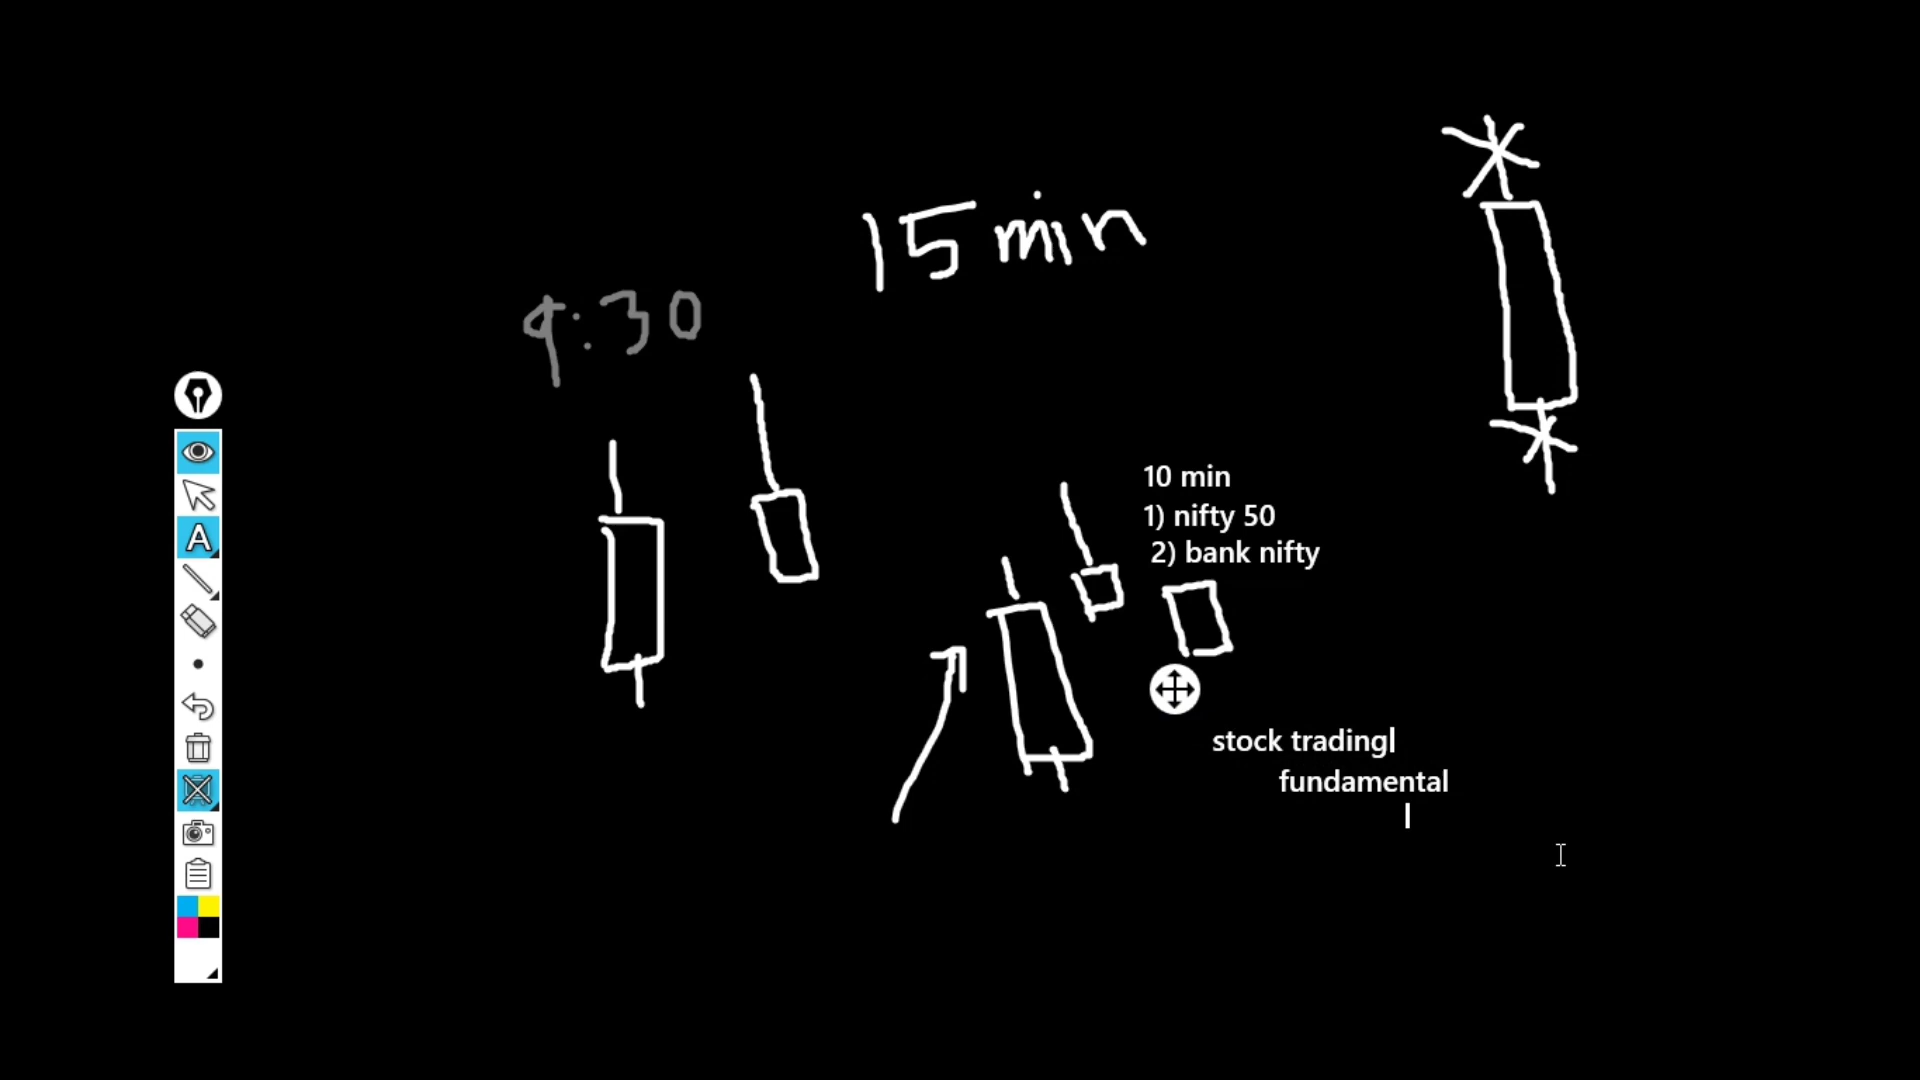 15 min
9:30
10 min
1) nifty 50
2) bank nifty
stock trading
fundamental